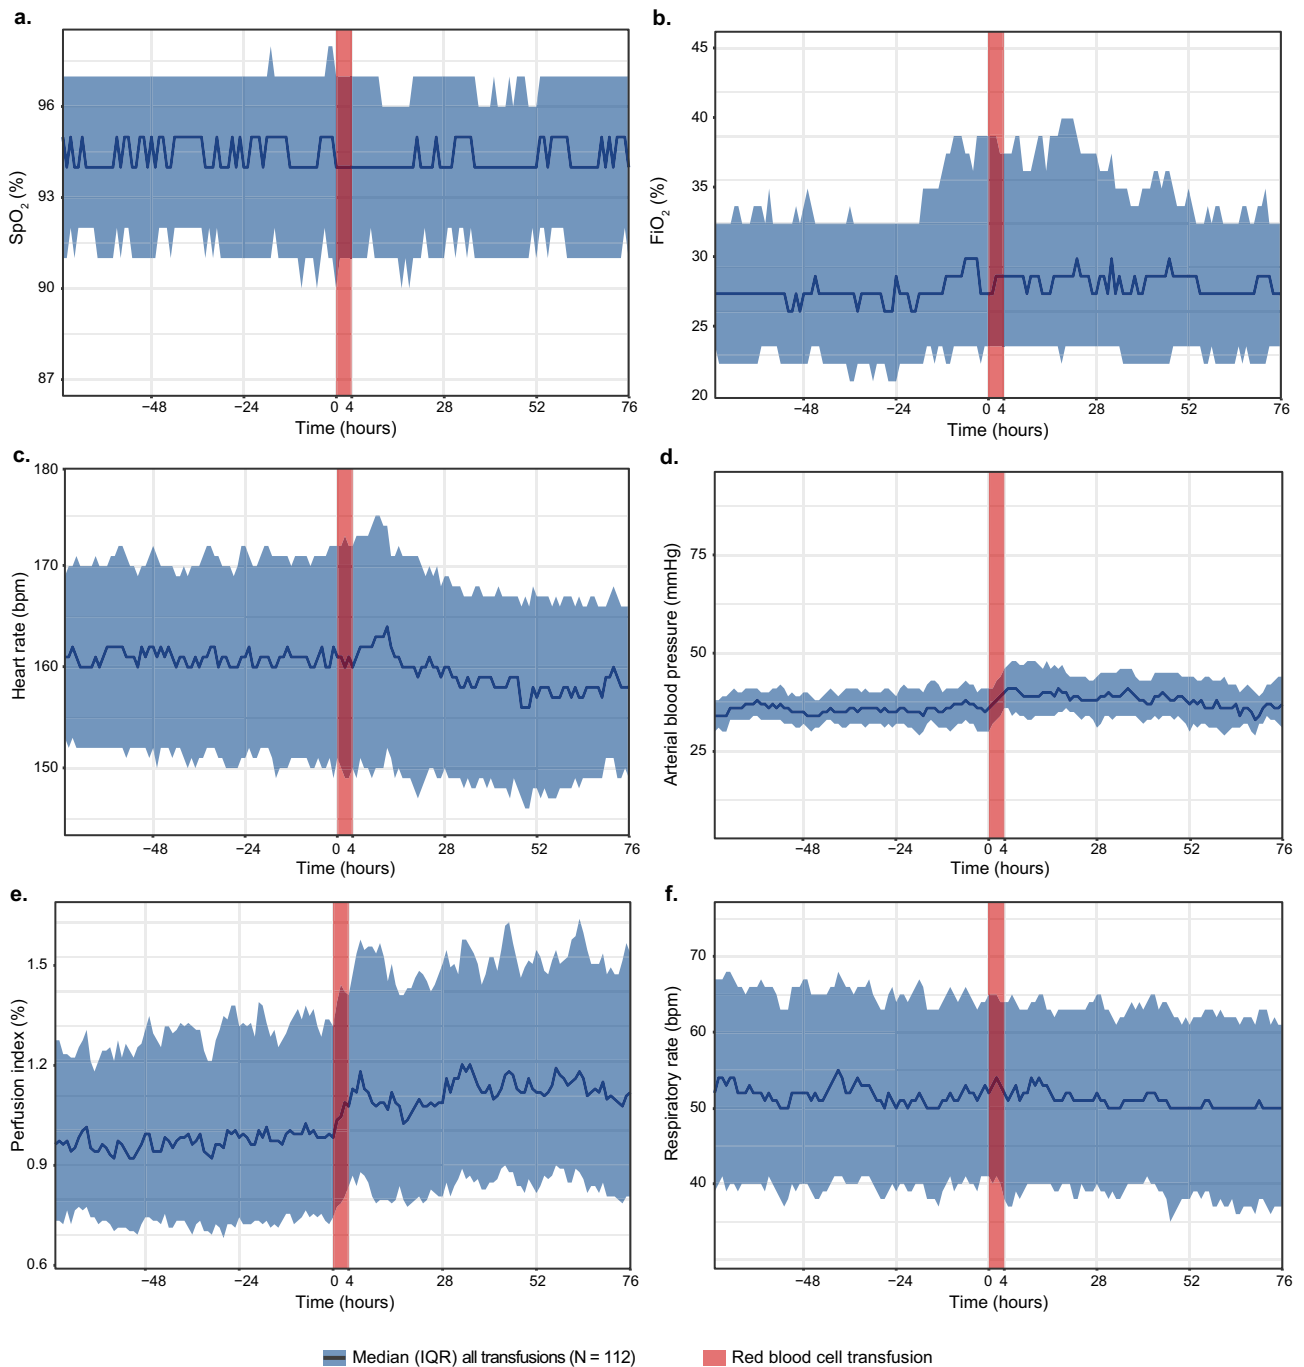 a.
96
93
90
87
SpO2 (%)
−48 −24 0 4 28 52 76
Time (hours)
b.
45
40
35
30
25
20
FiO2 (%)
−48 −24 0 4 28 52 76
Time (hours)
c.
180
170
160
150
Heart rate (bpm)
−48 −24 0 4 28 52 76
Time (hours)
d.
75
50
25
Arterial blood pressure (mmHg)
−48 −24 0 4 28 52 76
Time (hours)
e.
1.5
1.2
0.9
0.6
Perfusion index (%)
−48 −24 0 4 28 52 76
Time (hours)
f.
70
60
50
40
Respiratory rate (bpm)
−48 −24 0 4 28 52 76
Time (hours)
Median (IQR) all transfusions (N = 112)
Red blood cell transfusion